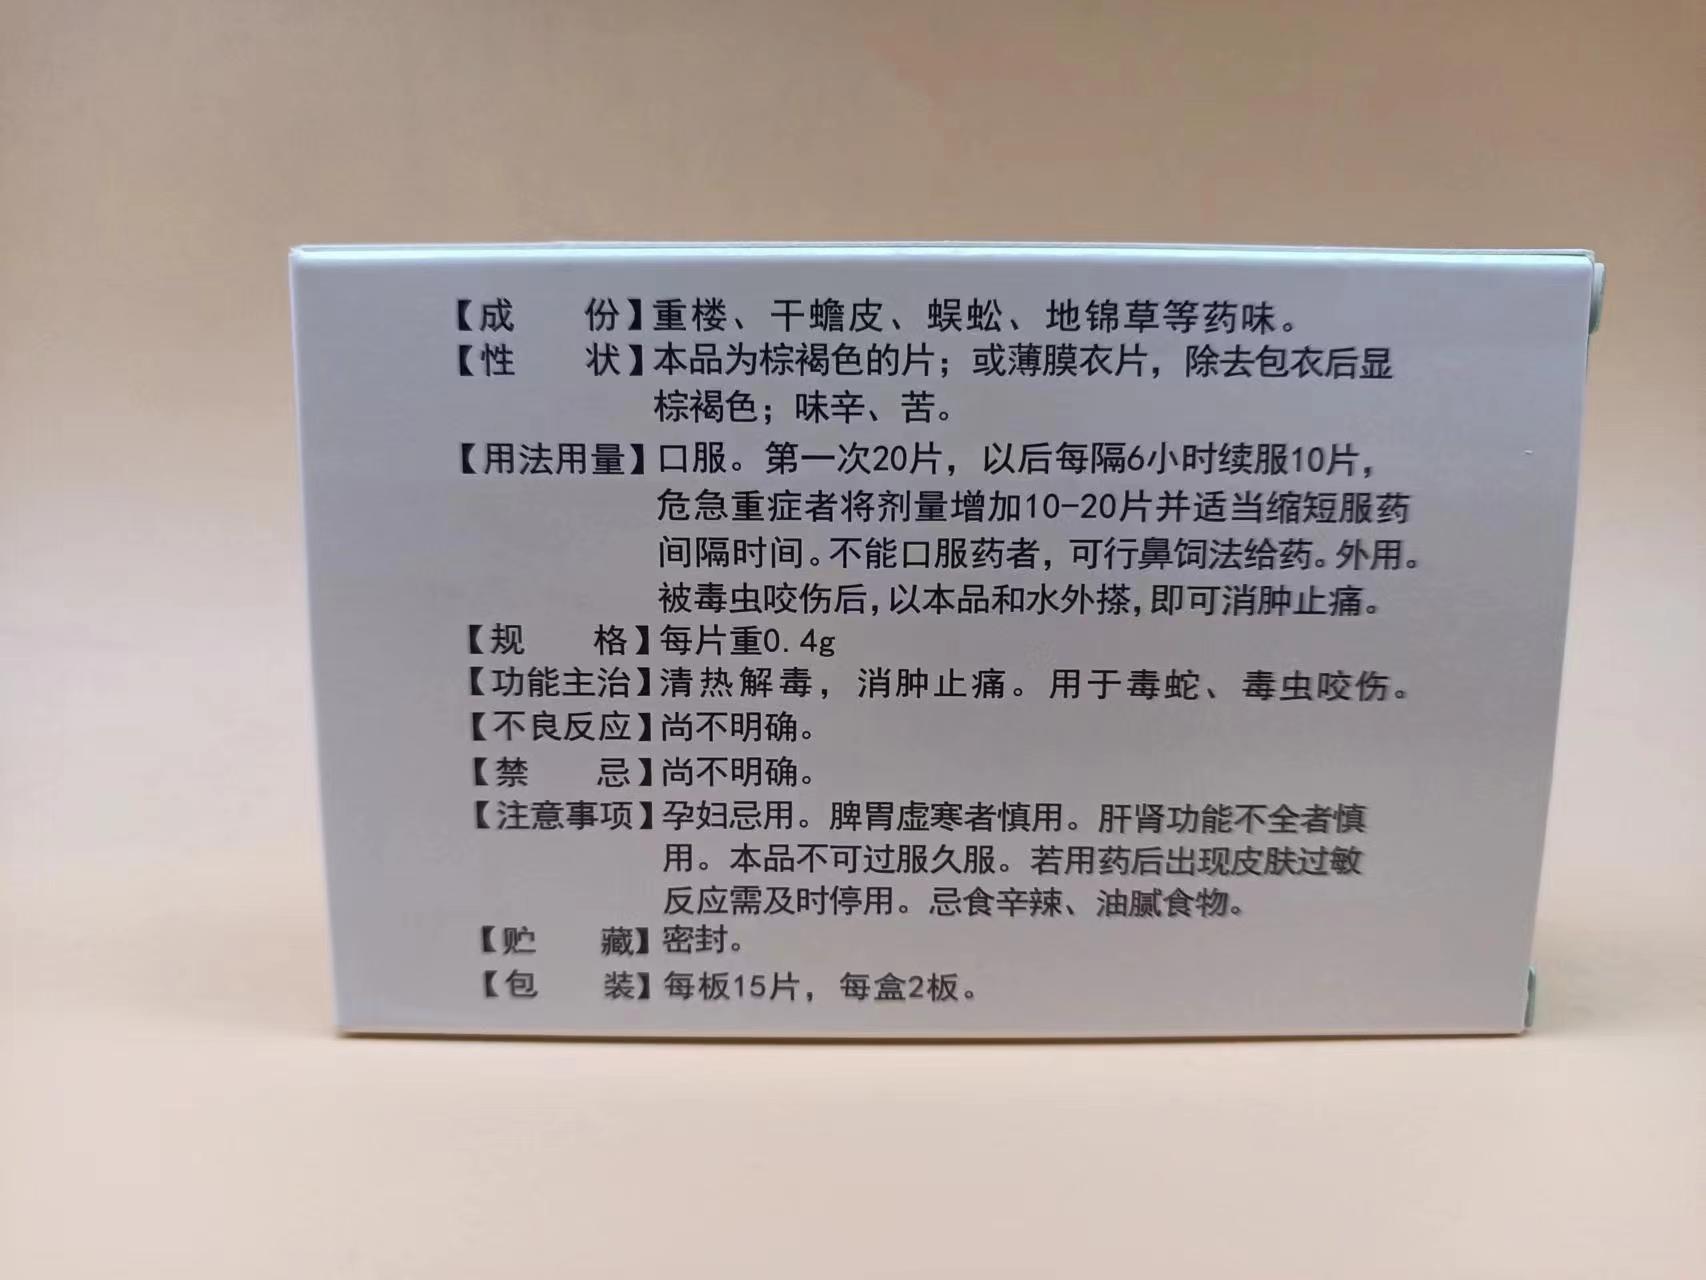 【成　　份】重楼、干蟾皮、蜈蚣、地锦草等药味。
【性　　状】本品为棕褐色的片；或薄膜衣片，除去包衣后显
棕褐色；味辛、苦。
【用法用量】口服。第一次20片，以后每隔6小时续服10片，
危急重症者将剂量增加10-20片并适当缩短服药
间隔时间。不能口服药者，可行鼻饲法给药。外用。
被毒虫咬伤后，以本品和水外搽，即可消肿止痛。
【规　　格】每片重0.4g
【功能主治】清热解毒，消肿止痛。用于毒蛇、毒虫咬伤。
【不良反应】尚不明确。
【禁　　忌】尚不明确。
【注意事项】孕妇忌用。脾胃虚寒者慎用。肝肾功能不全者慎
用。本品不可过服久服。若用药后出现皮肤过敏
反应需及时停用。忌食辛辣、油腻食物。
【贮　　藏】密封。
【包　　装】每板15片，每盒2板。